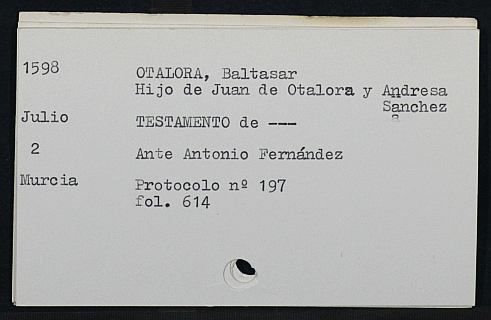 1598 OTALORA, Baltasar
Hijo de Juan de Otalora y Andresa
Sanchez
Julio TESTAMENTO de ---
2 Ante Antonio Fernández
Murcia Protocolo nº 197
fol. 614